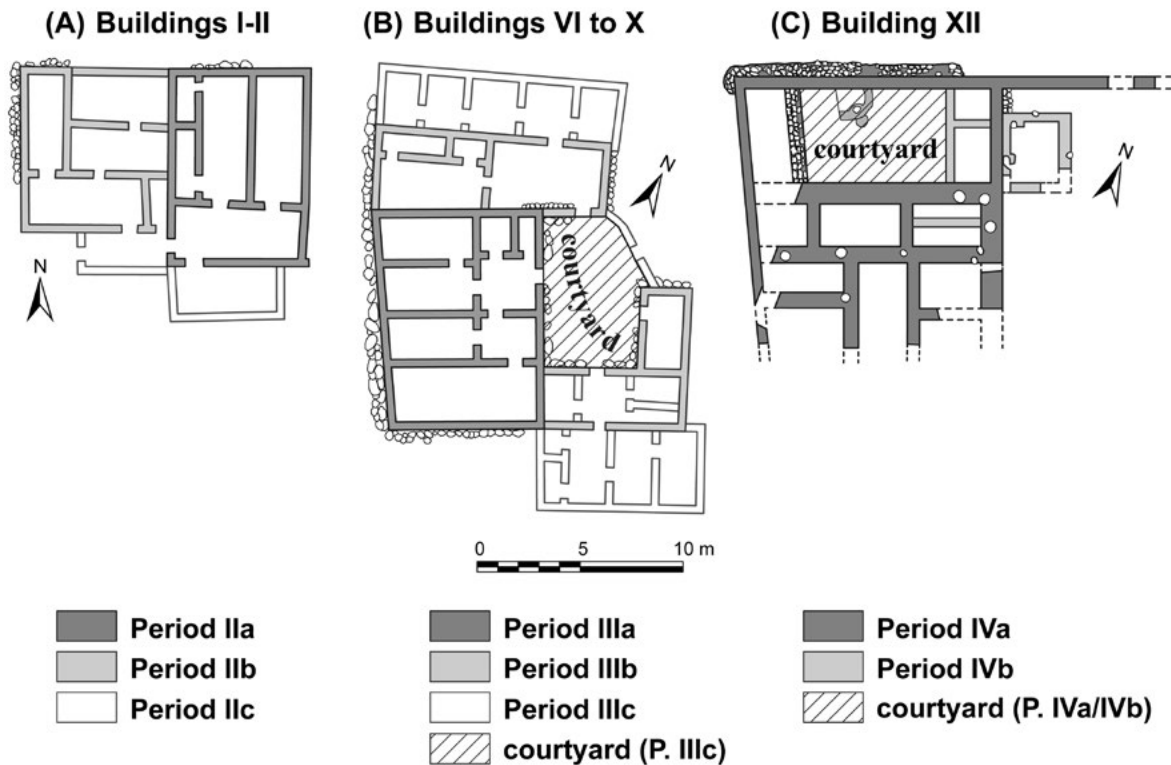 (A) Buildings I-II
(B) Buildings VI to X
(C) Building XII
N
courtyard
N
courtyard
N
0 5 10 m
Period IIa
Period IIb
Period IIc
Period IIIa
Period IIIb
Period IIIc
courtyard (P. IIIc)
Period IVa
Period IVb
courtyard (P. IVa/IVb)